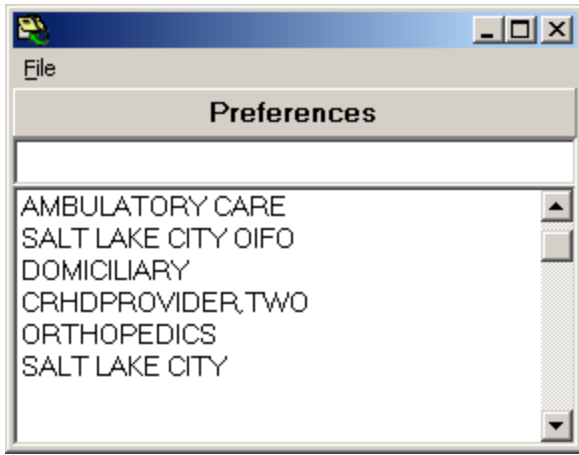 File
Preferences
AMBULATORY CARE
SALT LAKE CITY OIFO
DOMICILIARY
CRHDPROVIDER,TWO
ORTHOPEDICS
SALT LAKE CITY